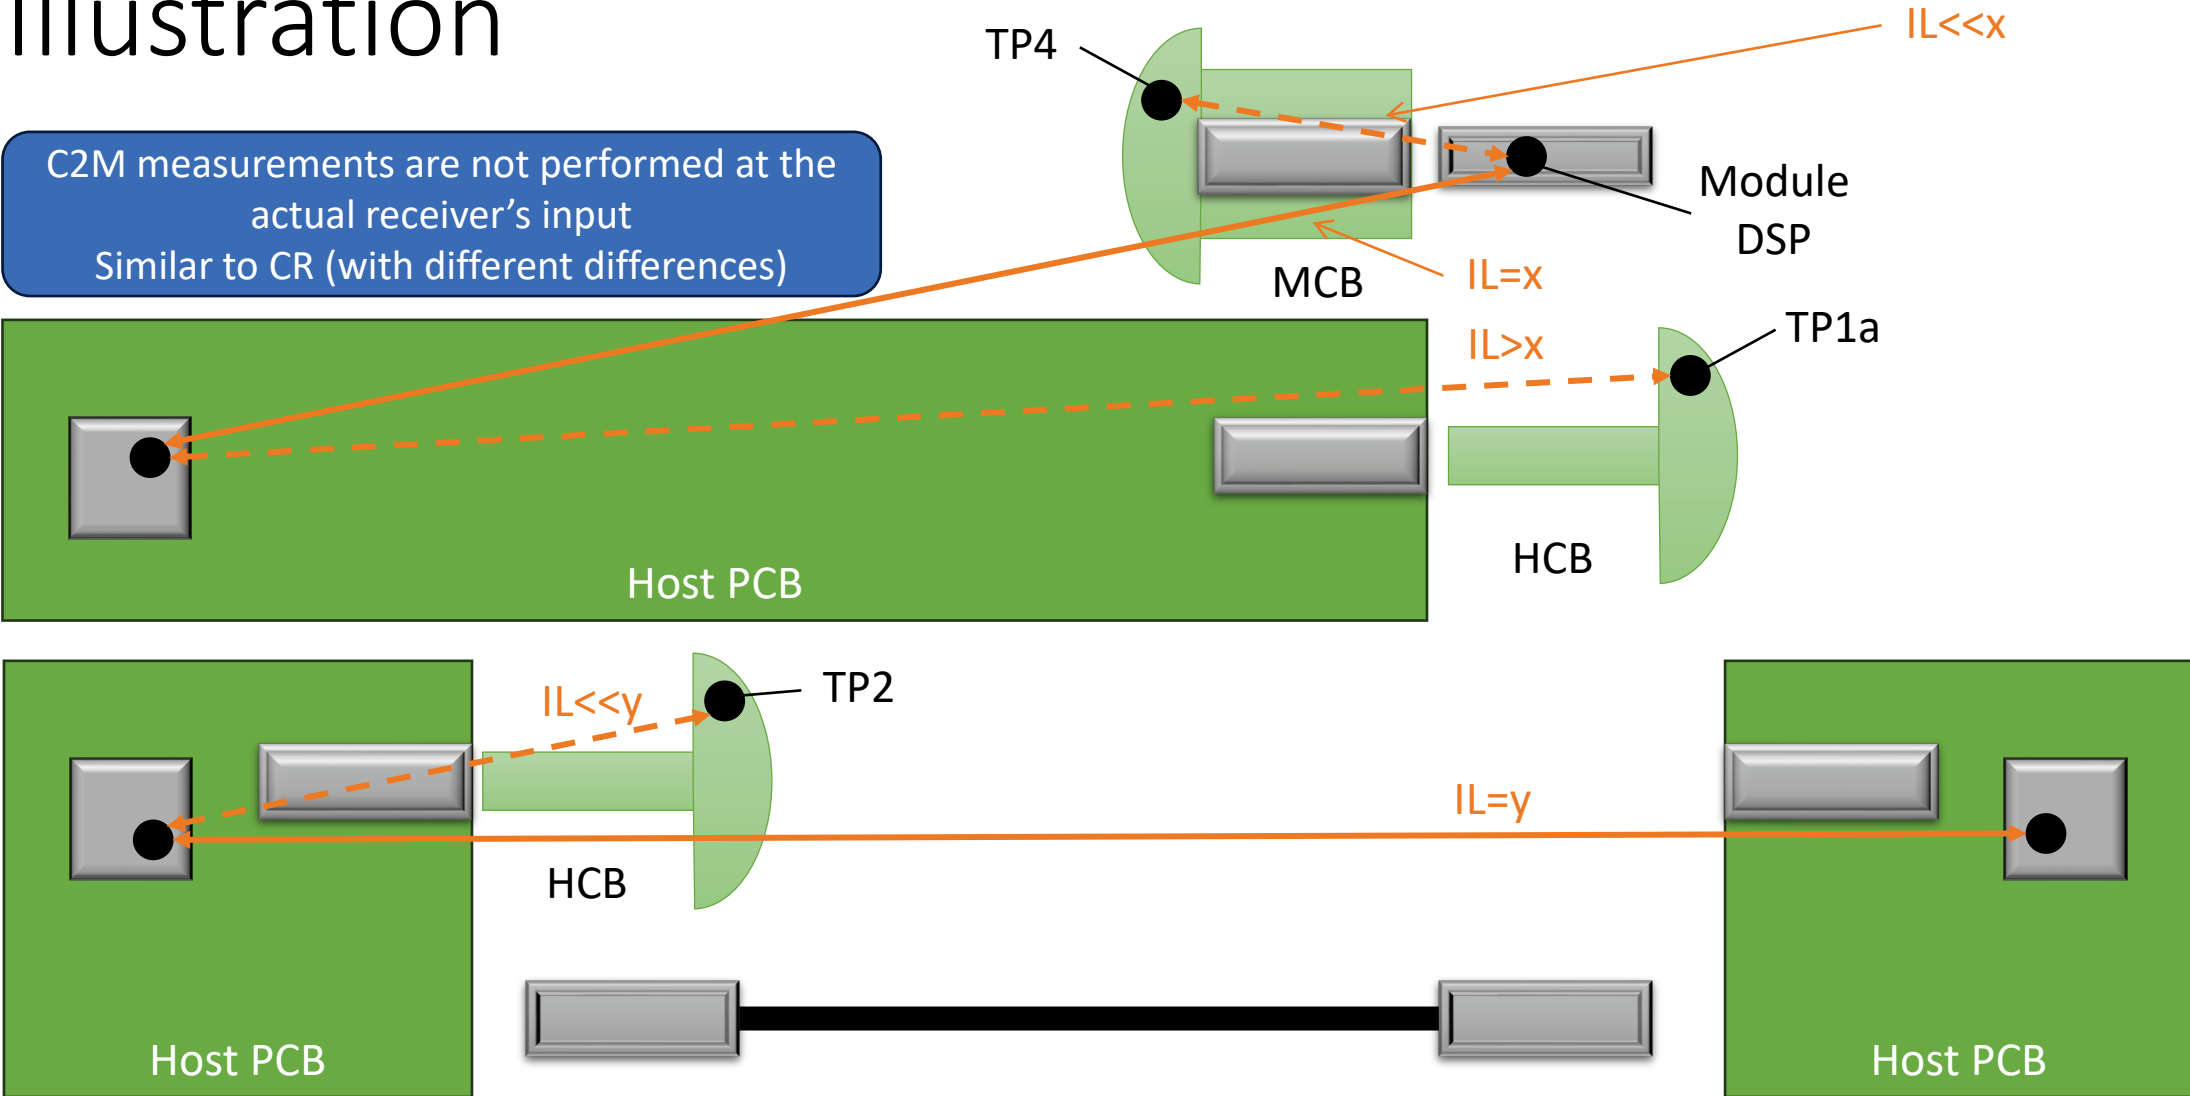 Illustration
TP4
IL<<x
C2M measurements are not performed at the
actual receiver's input
Similar to CR (with different differences)
Module
DSP
MCB
IL=x
IL>x
TP1a
HCB
Host PCB
IL<<y
TP2
IL=y
HCB
Host PCB
Host PCB